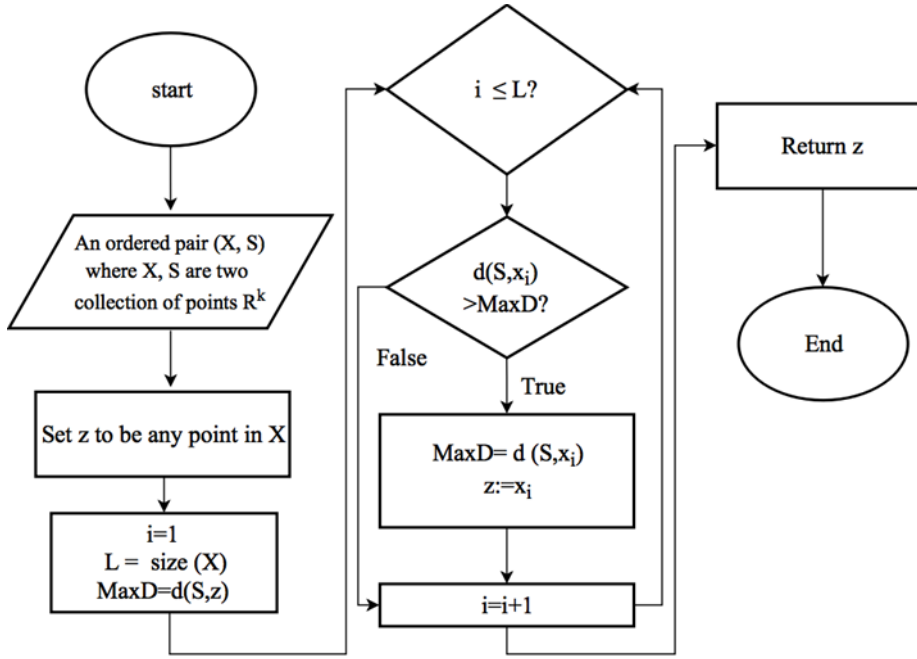 start
An ordered pair (X, S)
where X, S are two
collection of points R^k
Set z to be any point in X
i=1
L = size (X)
MaxD=d(S,z)
i ≤ L?
d(S,x_i)
>MaxD?
False
True
MaxD= d (S,x_i)
z:=x_i
i=i+1
Return z
End